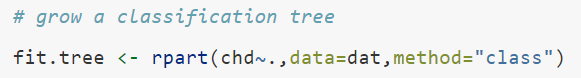 # grow a classification tree
fit.tree <- rpart(chd~.,data=dat,method="class")